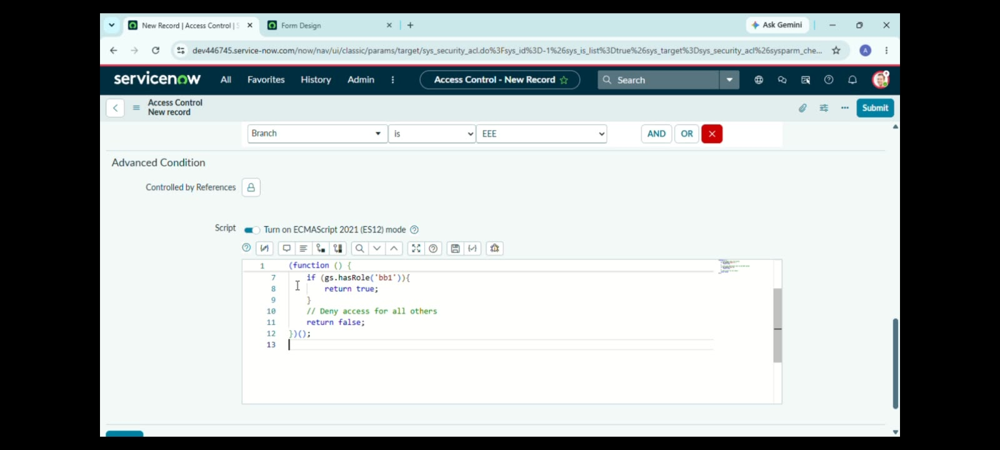 New Record | Access Control | S
Form Design
Ask Gemini
dev446745.service-now.com/now/nav/ui/classic/params/target/sys_security_acl.do%3Fsys_id%3D-1%26sys_is_list%3Dtrue%26sys_target%3Dsys_security_acl%26sysparm_che...
A
servicenow
All
Favorites
History
Admin
Access Control - New Record
Search
Access Control
New record
Submit
Branch
is
EEE
AND
OR
Advanced Condition
Controlled by References
Script
Turn on ECMAScript 2021 (ES12) mode
1 (function () {
7 if (gs.hasRole('bb1')){
8 return true;
9 }
10 // Deny access for all others
11 return false;
12 })();
13